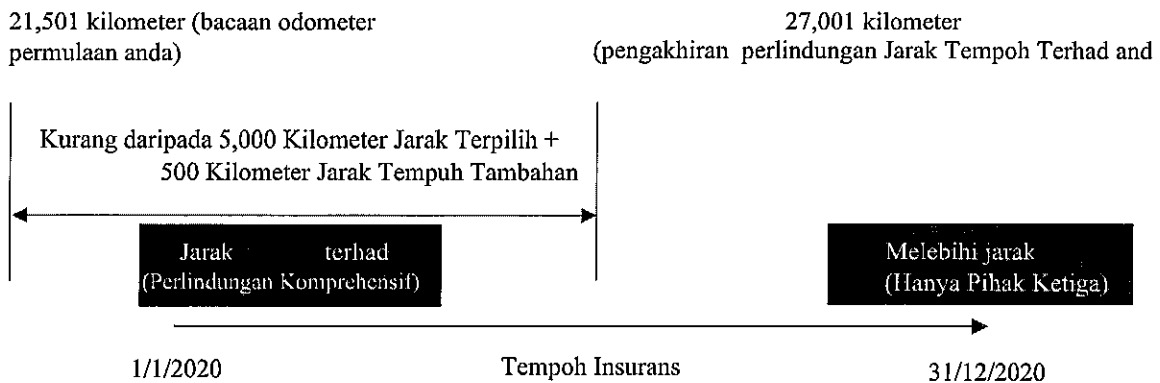 21,501 kilometer (bacaan odometer
permulaan anda)
27,001 kilometer
(pengakhiran perlindungan Jarak Tempoh Terhad and
Kurang daripada 5,000 Kilometer Jarak Terpilih +
500 Kilometer Jarak Tempuh Tambahan
Jarak terhad
(Perlindungan Komprehensif)
Melebihi jarak
(Hanya Pihak Ketiga)
1/1/2020
Tempoh Insurans
31/12/2020